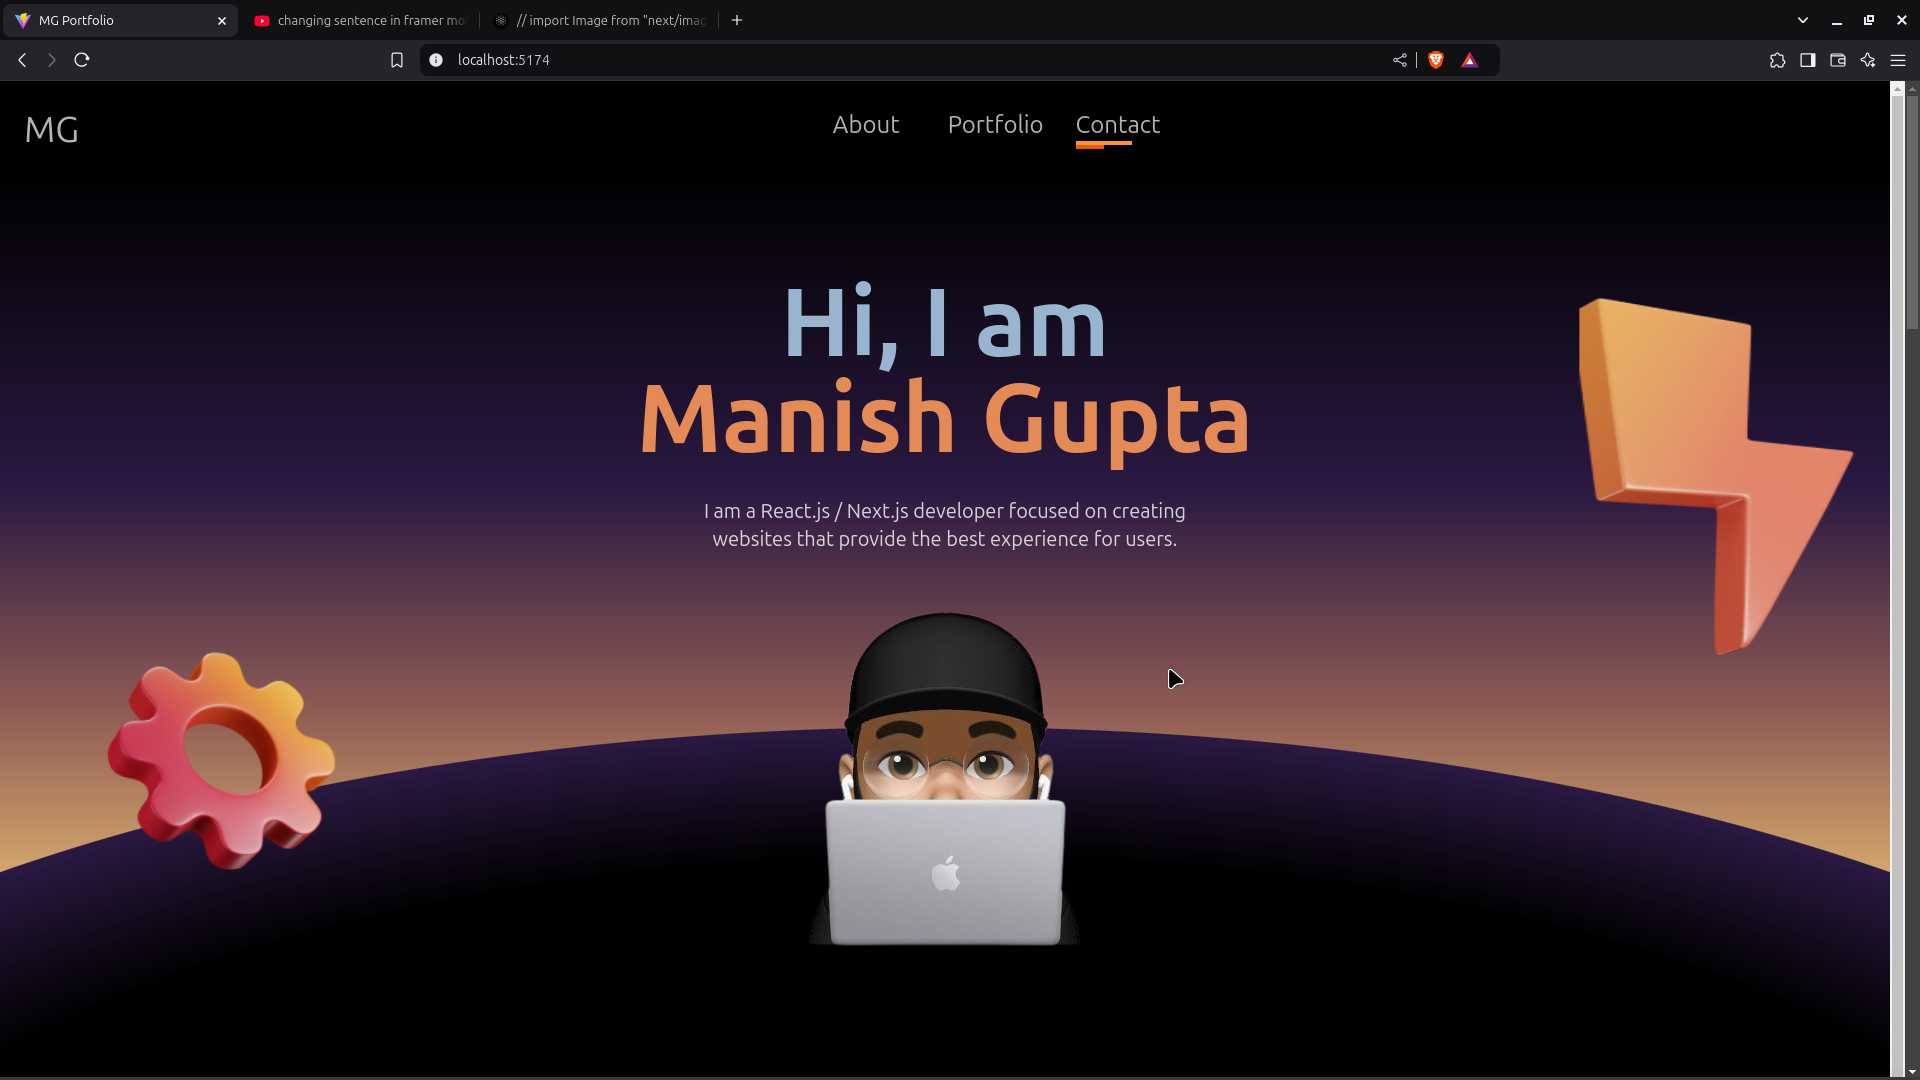 MG Portfolio
changing sentence in framer mo
// import Image from "next/imag
localhost:5174
MG
About
Portfolio
Contact
Hi, I am
Manish Gupta
I am a React.js / Next.js developer focused on creating
websites that provide the best experience for users.